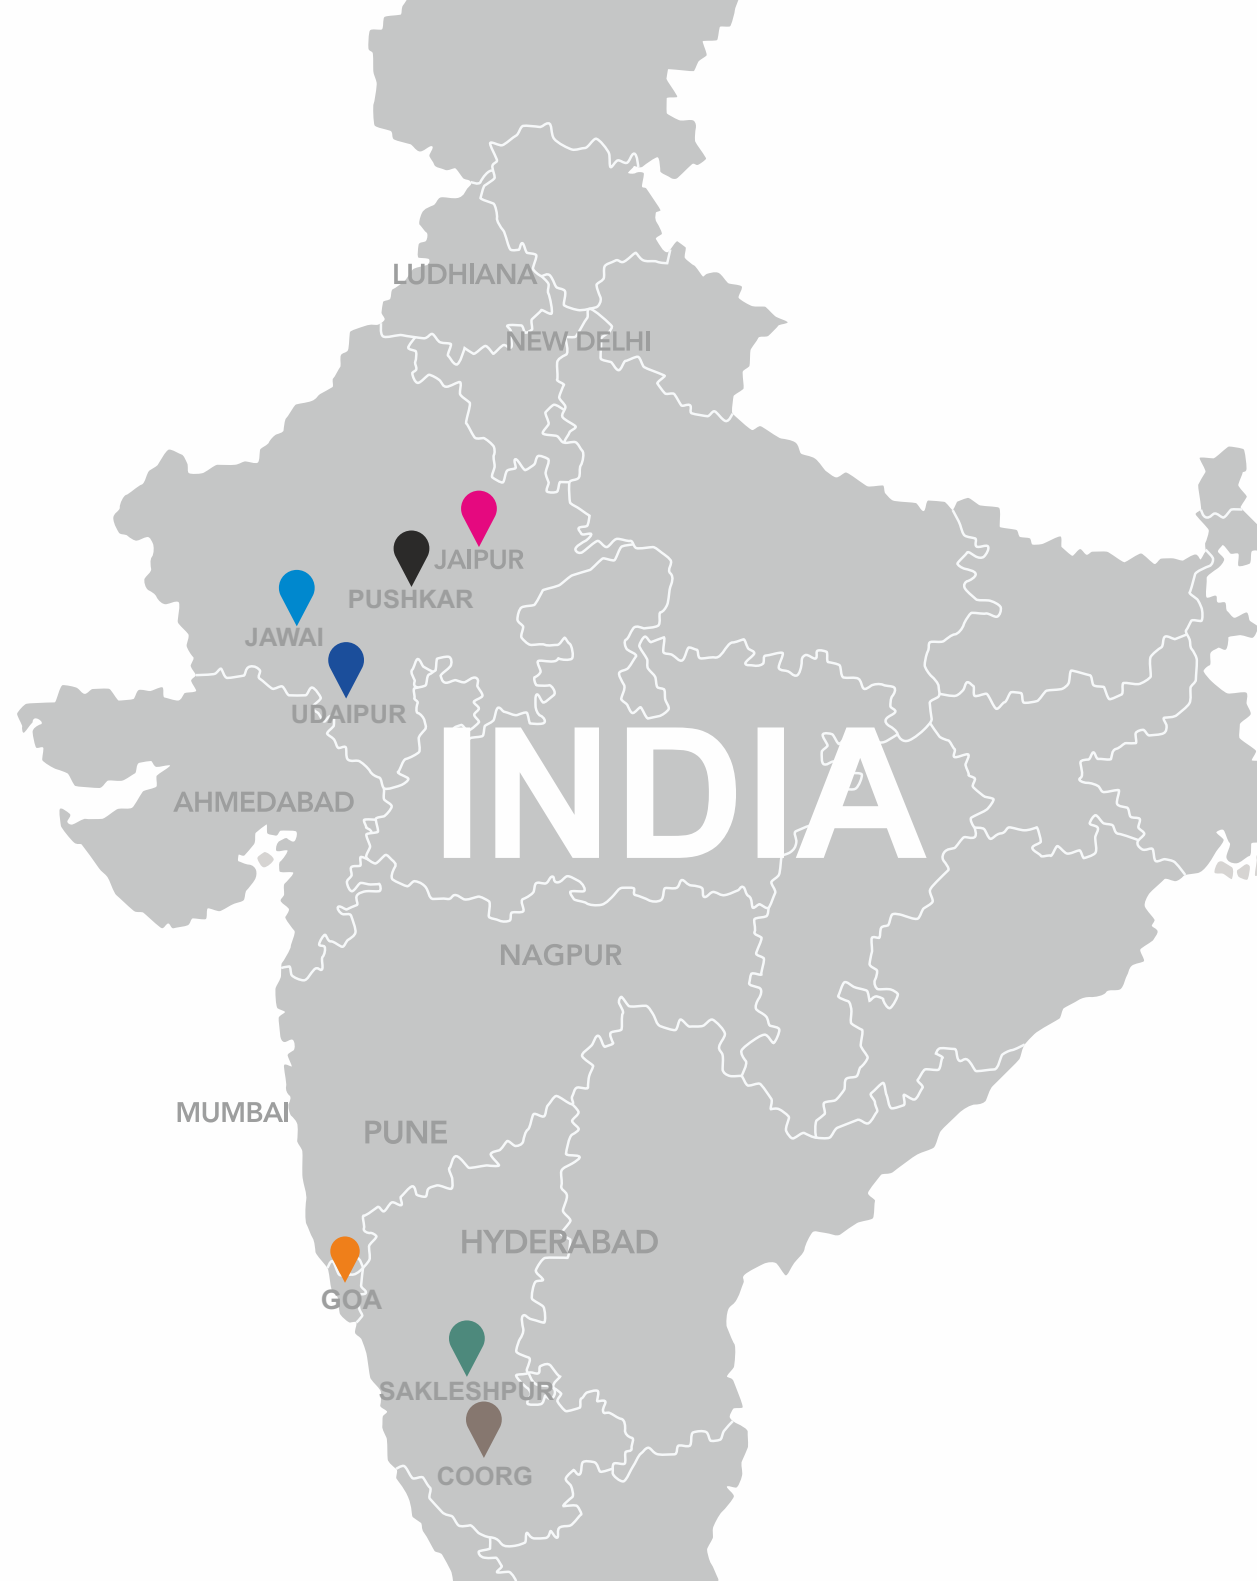 LUDHIANA
NEW DELHI
JAIPUR
PUSHKAR
JAWAI
UDAIPUR
INDIA
AHMEDABAD
NAGPUR
MUMBAI
PUNE
HYDERABAD
GOA
SAKLESHPUR
COORG